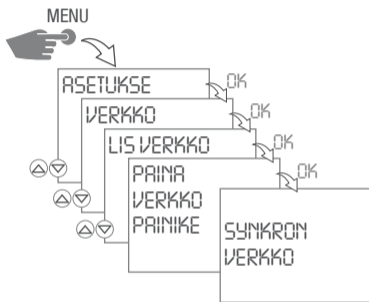 MENU
ASETUKSE
OK
VERKKO
OK
LIS VERKKO
OK
PAINA
VERKKO
PAINIKE
OK
SYNKRON
VERKKO